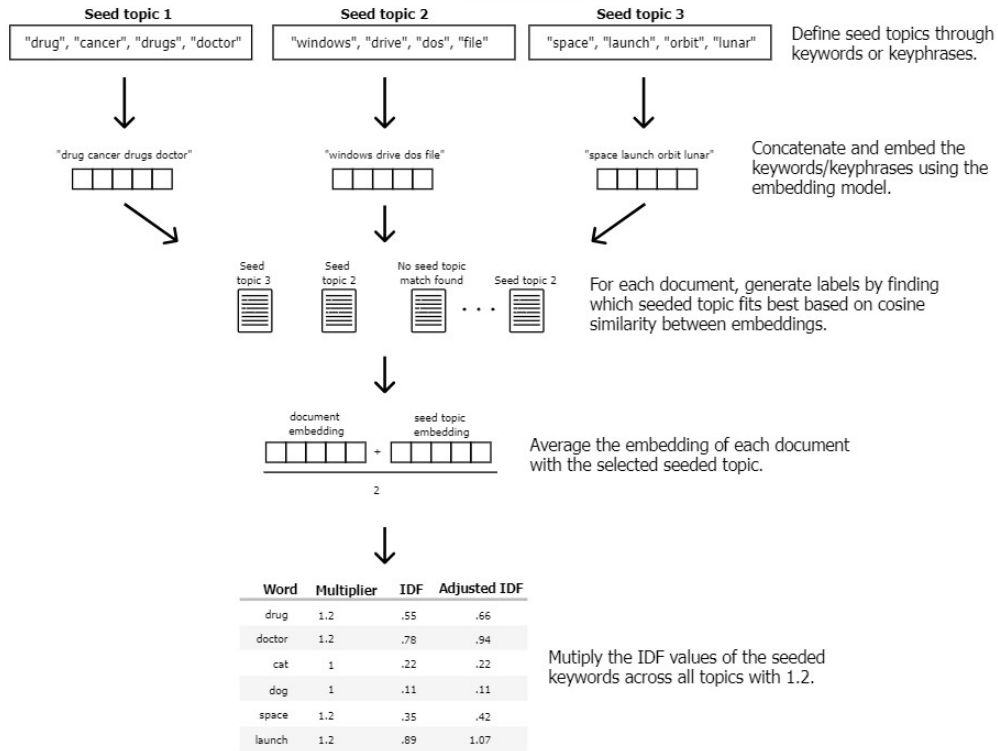 Seed topic 1
Seed topic 2
Seed topic 3
"drug", "cancer", "drugs", "doctor"
"windows", "drive", "dos", "file"
"space", "launch", "orbit", "lunar"
Define seed topics through
keywords or keyphrases.
"drug cancer drugs doctor"
"windows drive dos file"
"space launch orbit lunar"
Concatenate and embed the
keywords/keyphrases using the
embedding model.
Seed
topic 3
Seed
topic 2
No seed topic
match found
Seed topic 2
. . .
For each document, generate labels by finding
which seeded topic fits best based on cosine
similarity between embeddings.
document
embedding
seed topic
embedding
+
2
Average the embedding of each document
with the selected seeded topic.
Word Multiplier IDF Adjusted IDF
drug 1.2 .55 .66
doctor 1.2 .78 .94
cat 1 .22 .22
dog 1 .11 .11
space 1.2 .35 .42
launch 1.2 .89 1.07
Mutiply the IDF values of the seeded
keywords across all topics with 1.2.